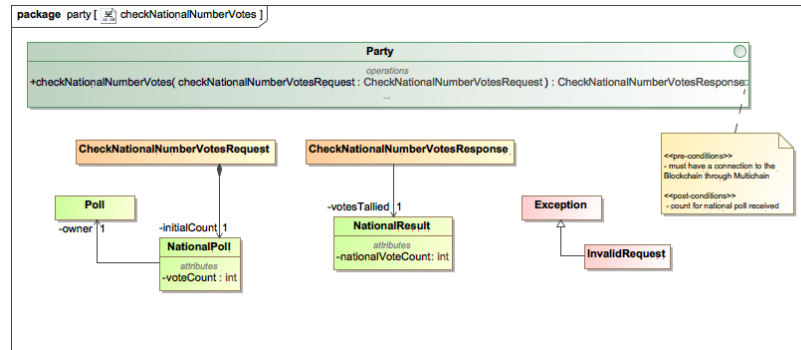 package party [ checkNationalNumberVotes ]
Party
operations
+checkNationalNumberVotes( checkNationalNumberVotesRequest : CheckNationalNumberVotesRequest ) : CheckNationalNumberVotesResponse
...
CheckNationalNumberVotesRequest
CheckNationalNumberVotesResponse
<<pre-conditions>>
- must have a connection to the
Blockchain through Multichain
<<post-conditions>>
- count for national poll received
Poll
-owner 1
-initialCount 1
NationalPoll
attributes
-voteCount : int
-votesTallied 1
NationalResult
attributes
-nationalVoteCount: int
Exception
InvalidRequest